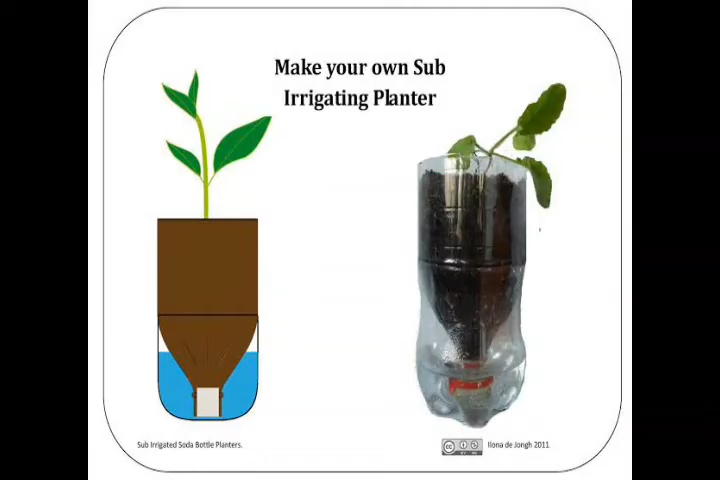 Make your own Sub
Irrigating Planter
Sub Irrigated Soda Bottle Planters.
Ilona de Jongh 2011.